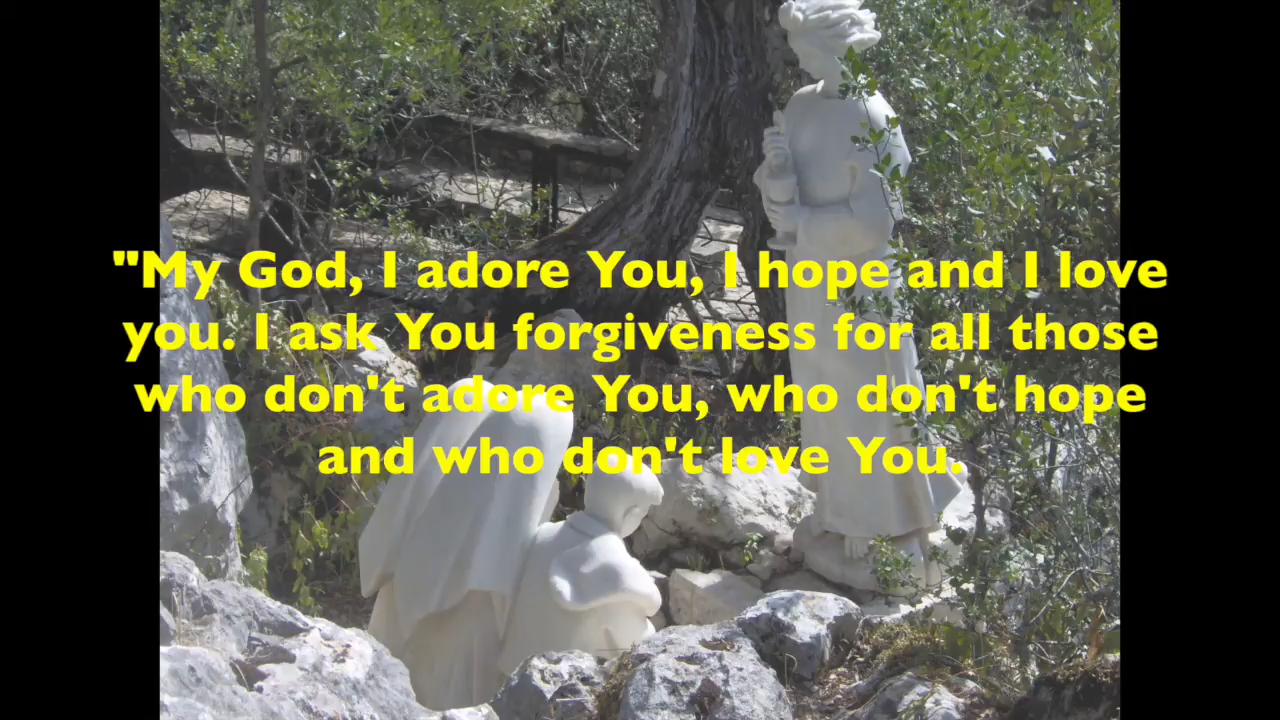 "My God, I adore You, I hope and I love
you. I ask You forgiveness for all those
who don't adore You, who don't hope
and who don't love You.